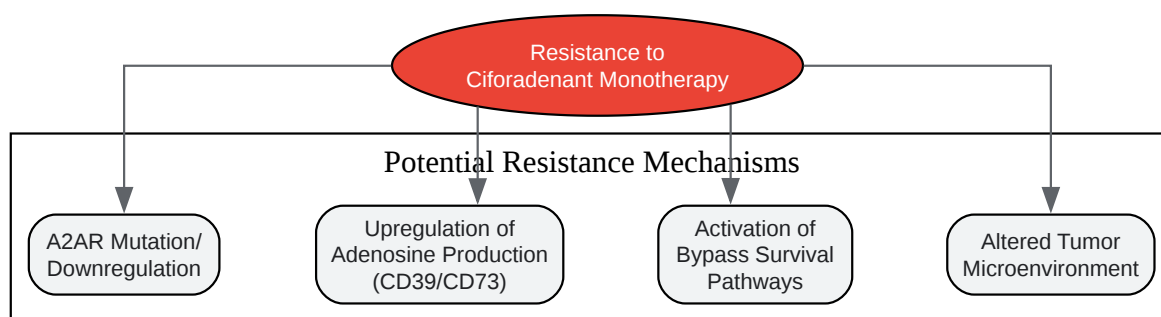 Resistance to
Ciforadenant Monotherapy
Potential Resistance Mechanisms
A2AR Mutation/
Downregulation
Upregulation of
Adenosine Production
(CD39/CD73)
Activation of
Bypass Survival
Pathways
Altered Tumor
Microenvironment